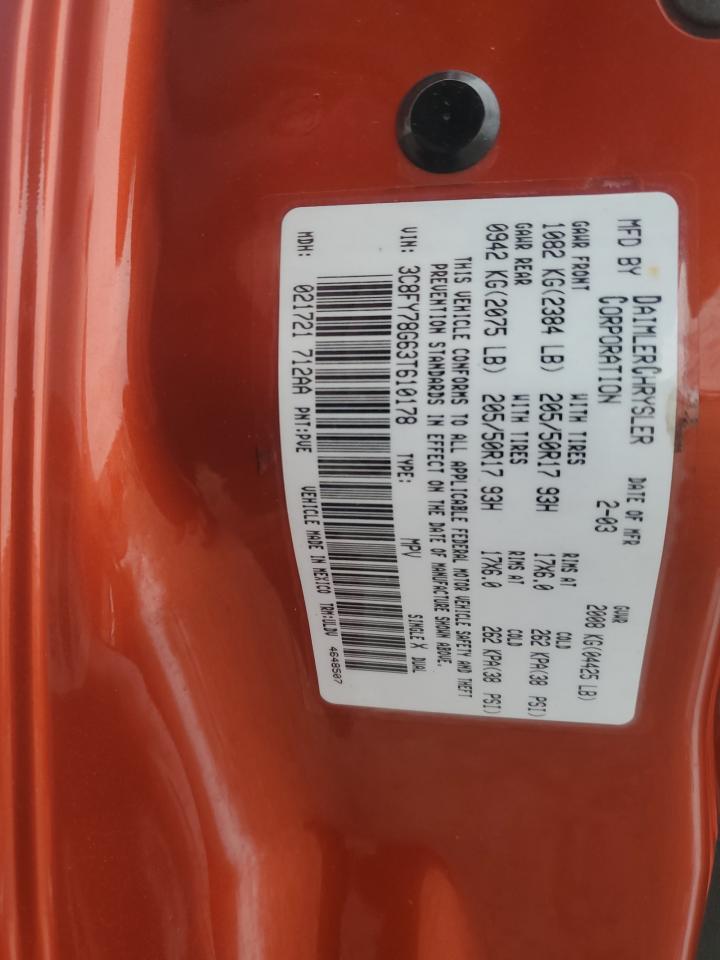 MFD BY DAIMLERCHRYSLER CORPORATION DATE OF MFR 2-03 GVWR 2008 KG(04425 LB)
GAWR FRONT WITH TIRES RIMS AT COLD
1082 KG(2384 LB) 205/50R17 93H 17X6.0 262 KPA(38 PSI)
GAWR REAR WITH TIRES RIMS AT COLD
0942 KG(2075 LB) 205/50R17 93H 17X6.0 262 KPA(38 PSI)
THIS VEHICLE CONFORMS TO ALL APPLICABLE FEDERAL MOTOR VEHICLE SAFETY AND THEFT
PREVENTION STANDARDS IN EFFECT ON THE DATE OF MANUFACTURE SHOWN ABOVE.
VIN: 3C8FY78G63T610178 TYPE: MPV SINGLE X DUAL
MDH: 021721 712AA PNT:PVE VEHICLE MADE IN MEXICO TRM:ULDV 4648507